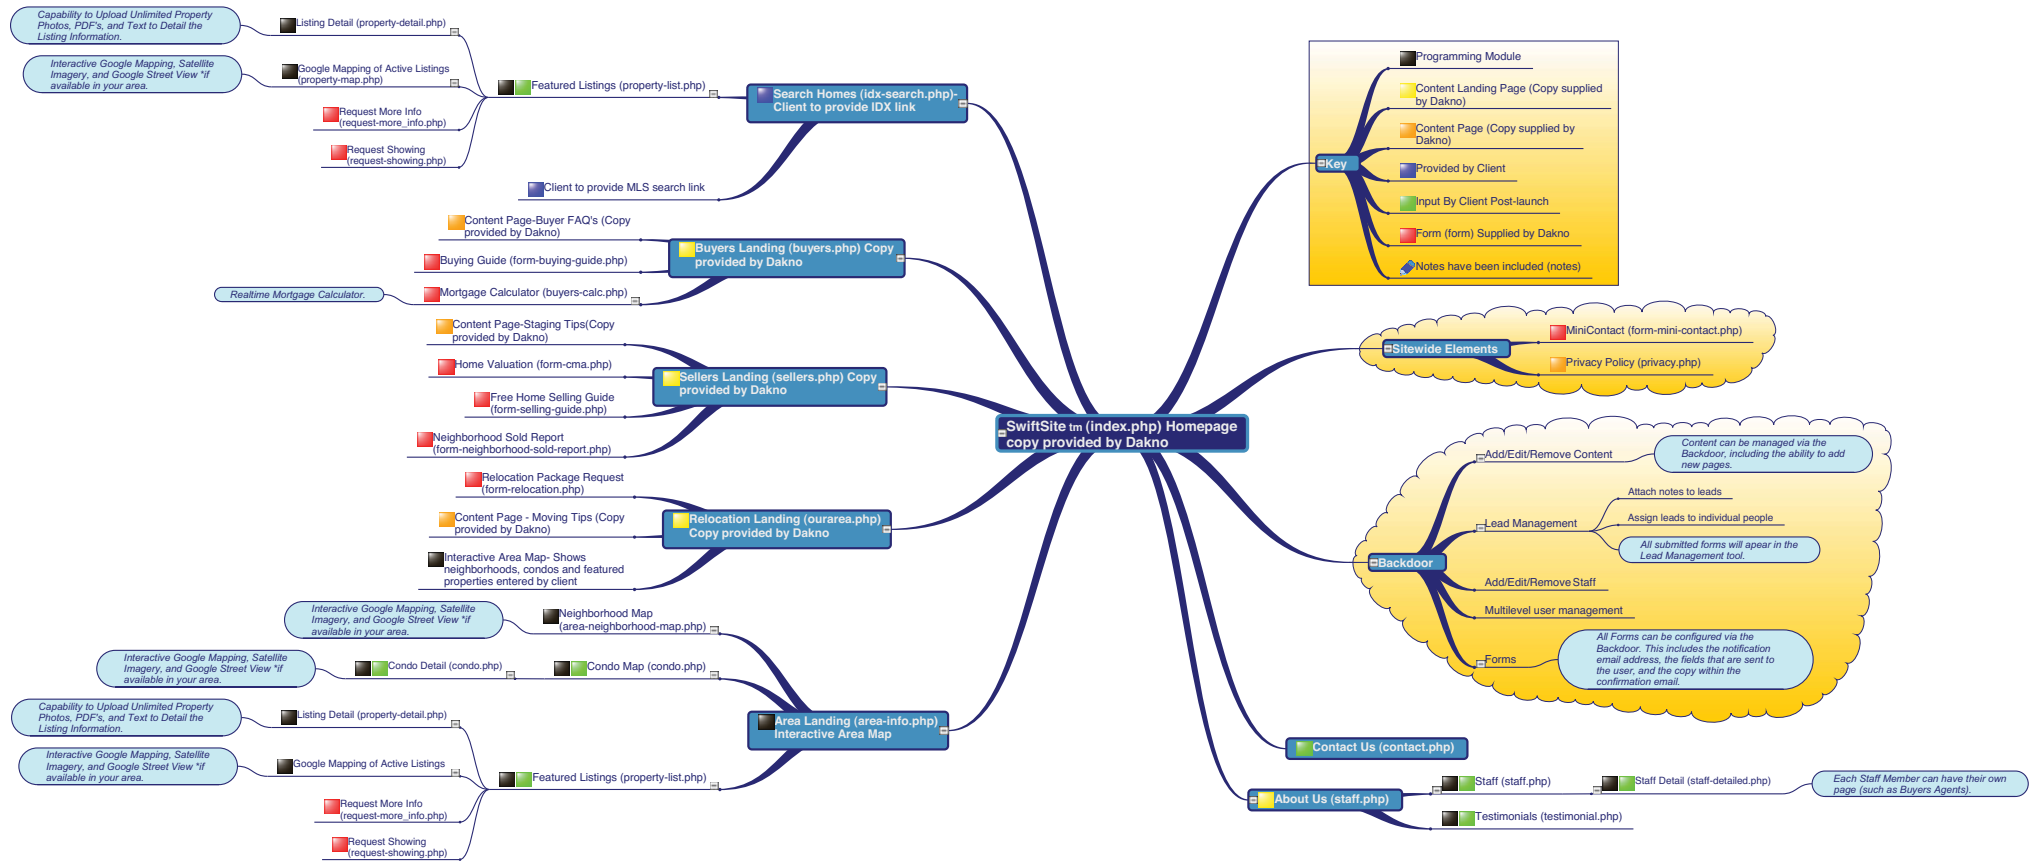 Capability to Upload Unlimited Property
Photos, PDF's, and Text to Detail the
Listing Information.
Listing Detail (property-detail.php)
Interactive Google Mapping, Satellite
Imagery, and Google Street View *if
available in your area.
Google Mapping of Active Listings
(property-map.php)
Request More Info
(request-more_info.php)
Request Showing
(request-showing.php)
Featured Listings (property-list.php)
Search Homes (idx-search.php)-
Client to provide IDX link
Client to provide MLS search link
Content Page-Buyer FAQ's (Copy
provided by Dakno)
Buying Guide (form-buying-guide.php)
Realtime Mortgage Calculator.
Mortgage Calculator (buyers-calc.php)
Buyers Landing (buyers.php) Copy
provided by Dakno
Content Page-Staging Tips(Copy
provided by Dakno)
Home Valuation (form-cma.php)
Free Home Selling Guide
(form-selling-guide.php)
Neighborhood Sold Report
(form-neighborhood-sold-report.php)
Sellers Landing (sellers.php) Copy
provided by Dakno
Relocation Package Request
(form-relocation.php)
Content Page - Moving Tips (Copy
provided by Dakno)
Interactive Area Map- Shows
neighborhoods, condos and featured
properties entered by client
Relocation Landing (ourarea.php)
Copy provided by Dakno
Interactive Google Mapping, Satellite
Imagery, and Google Street View *if
available in your area.
Neighborhood Map
(area-neighborhood-map.php)
Interactive Google Mapping, Satellite
Imagery, and Google Street View *if
available in your area.
Condo Detail (condo.php)
Condo Map (condo.php)
Capability to Upload Unlimited Property
Photos, PDF's, and Text to Detail the
Listing Information.
Listing Detail (property-detail.php)
Interactive Google Mapping, Satellite
Imagery, and Google Street View *if
available in your area.
Google Mapping of Active Listings
Request More Info
(request-more_info.php)
Request Showing
(request-showing.php)
Featured Listings (property-list.php)
Area Landing (area-info.php)
Interactive Area Map
SwiftSite tm (index.php) Homepage
copy provided by Dakno
Key
Programming Module
Content Landing Page (Copy supplied
by Dakno)
Content Page (Copy supplied by
Dakno)
Provided by Client
Input By Client Post-launch
Form (form) Supplied by Dakno
Notes have been included (notes)
Sitewide Elements
MiniContact (form-mini-contact.php)
Privacy Policy (privacy.php)
Backdoor
Add/Edit/Remove Content
Content can be managed via the
Backdoor, including the ability to add
new pages.
Lead Management
Attach notes to leads
Assign leads to individual people
All submitted forms will apear in the
Lead Management tool.
Add/Edit/Remove Staff
Multilevel user management
Forms
All Forms can be configured via the
Backdoor. This includes the notification
email address, the fields that are sent to
the user, and the copy within the
confirmation email.
Contact Us (contact.php)
About Us (staff.php)
Staff (staff.php)
Staff Detail (staff-detailed.php)
Each Staff Member can have their own
page (such as Buyers Agents).
Testimonials (testimonial.php)